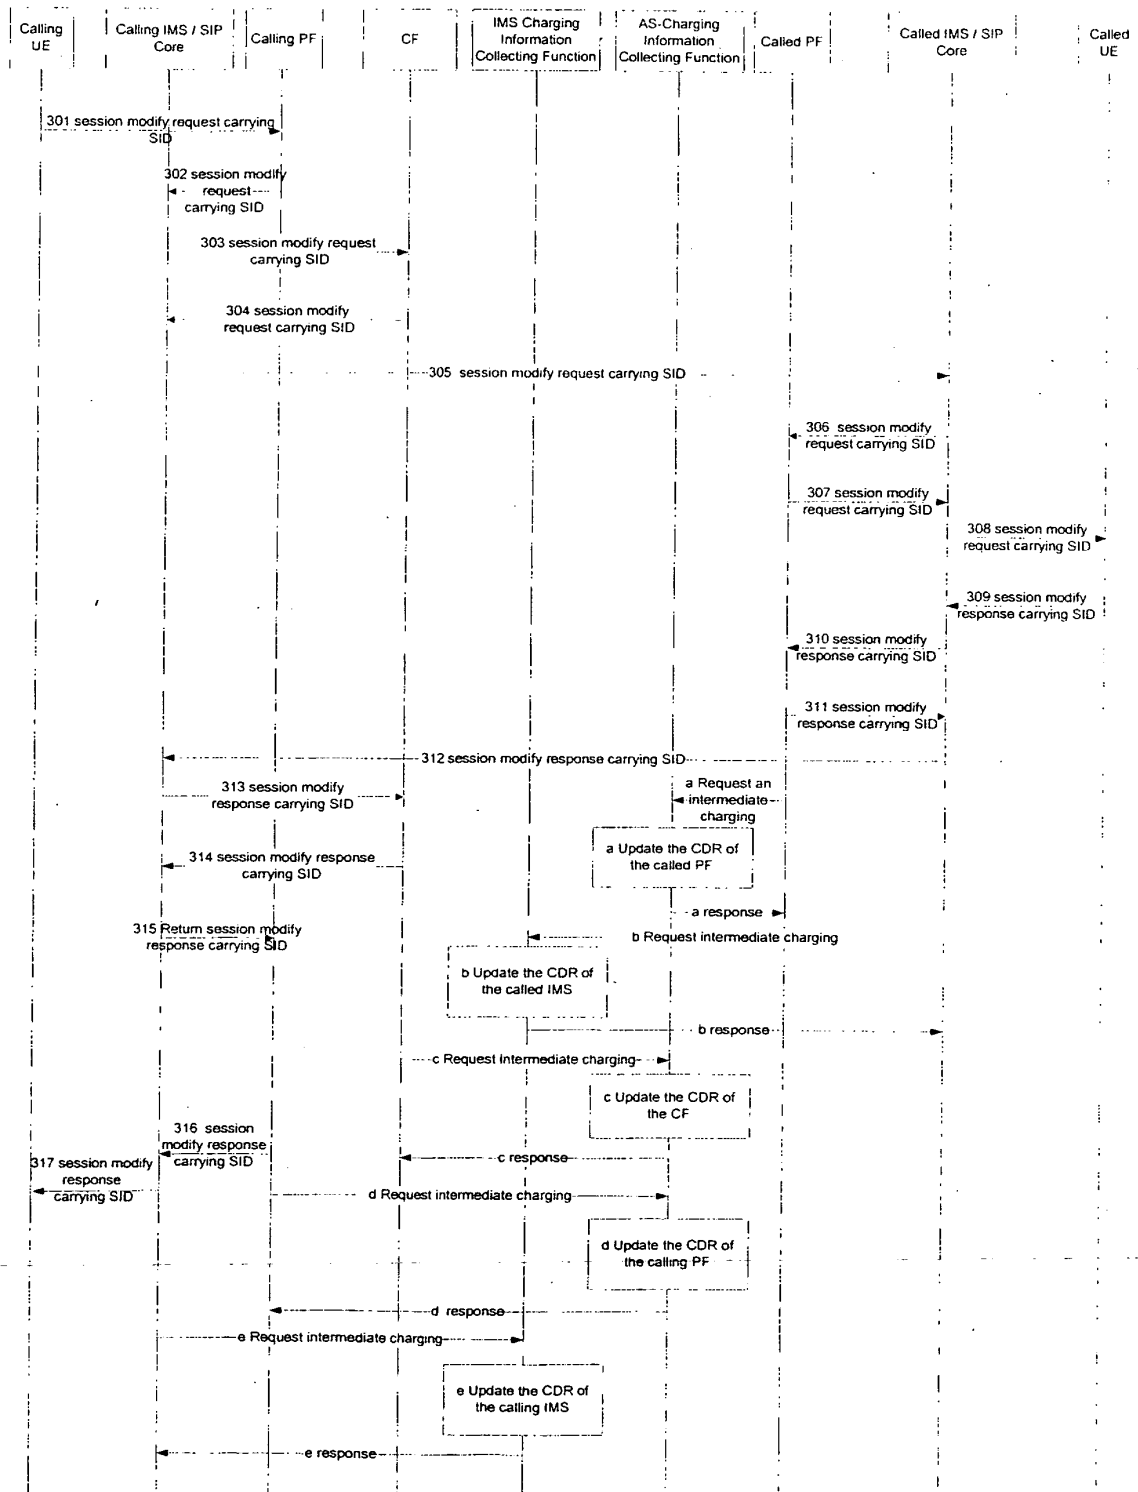 Calling
UE
Calling IMS / SIP
Core
Calling PF
CF
IMS Charging
Information
Collecting Function
AS-Charging
Information
Collecting Function
Called PF
Called IMS / SIP
Core
Called
UE
301 session modify request carrying
SID
302 session modify
request
carrying SID
303 session modify request
carrying SID
304 session modify
request carrying SID
305 session modify request carrying SID
306 session modify
request carrying SID
307 session modify
request carrying SID
308 session modify
request carrying SID
309 session modify
response carrying SID
310 session modify
response carrying SID
311 session modify
response carrying SID
312 session modify response carrying SID
313 session modify
response carrying SID
a Request an
intermediate
charging
a Update the CDR of
the called PF
314 session modify response
carrying SID
a response
315 Return session modify
response carrying SID
b Request intermediate charging
b Update the CDR of
the called IMS
b response
c Request intermediate charging
c Update the CDR of
the CF
316 session
modify response
carrying SID
c response
317 session modify
response
carrying SID
d Request intermediate charging
d Update the CDR of
the calling PF
d response
e Request intermediate charging
e Update the CDR of
the calling IMS
e response